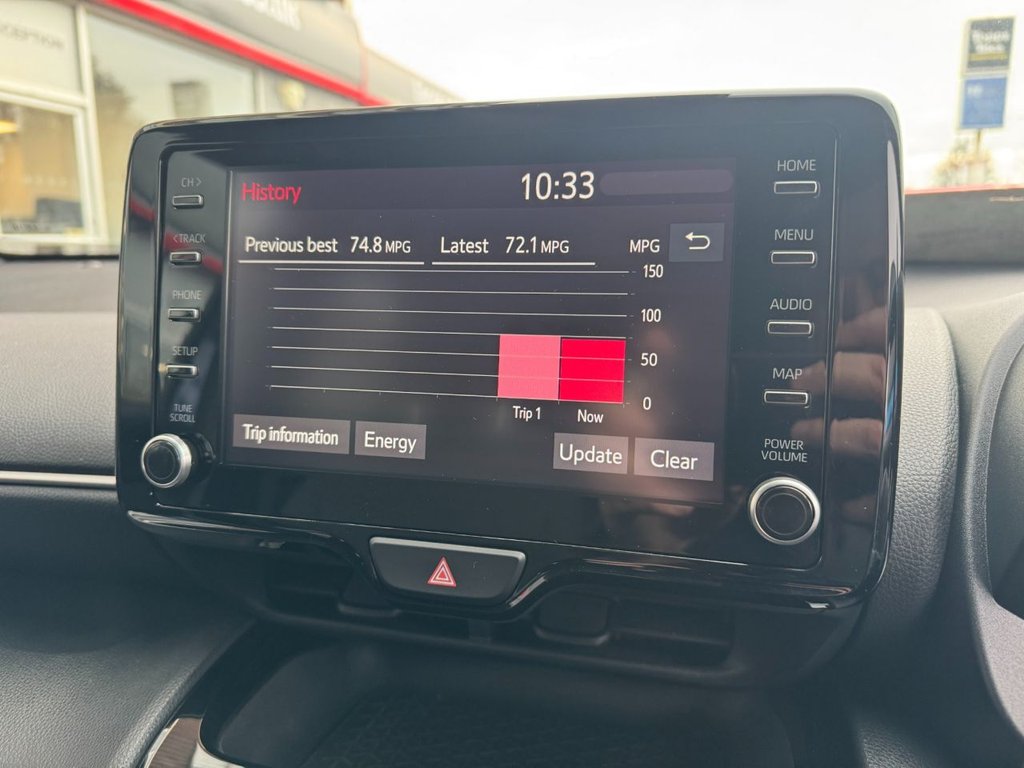 RECEPTION
History 10:33
Previous best 74.8 MPG Latest 72.1 MPG MPG
150
100
50
0
Trip 1 Now
Trip information Energy Update Clear
CH >
< TRACK
PHONE
SETUP
TUNE
SCROLL
HOME
MENU
AUDIO
MAP
POWER
VOLUME